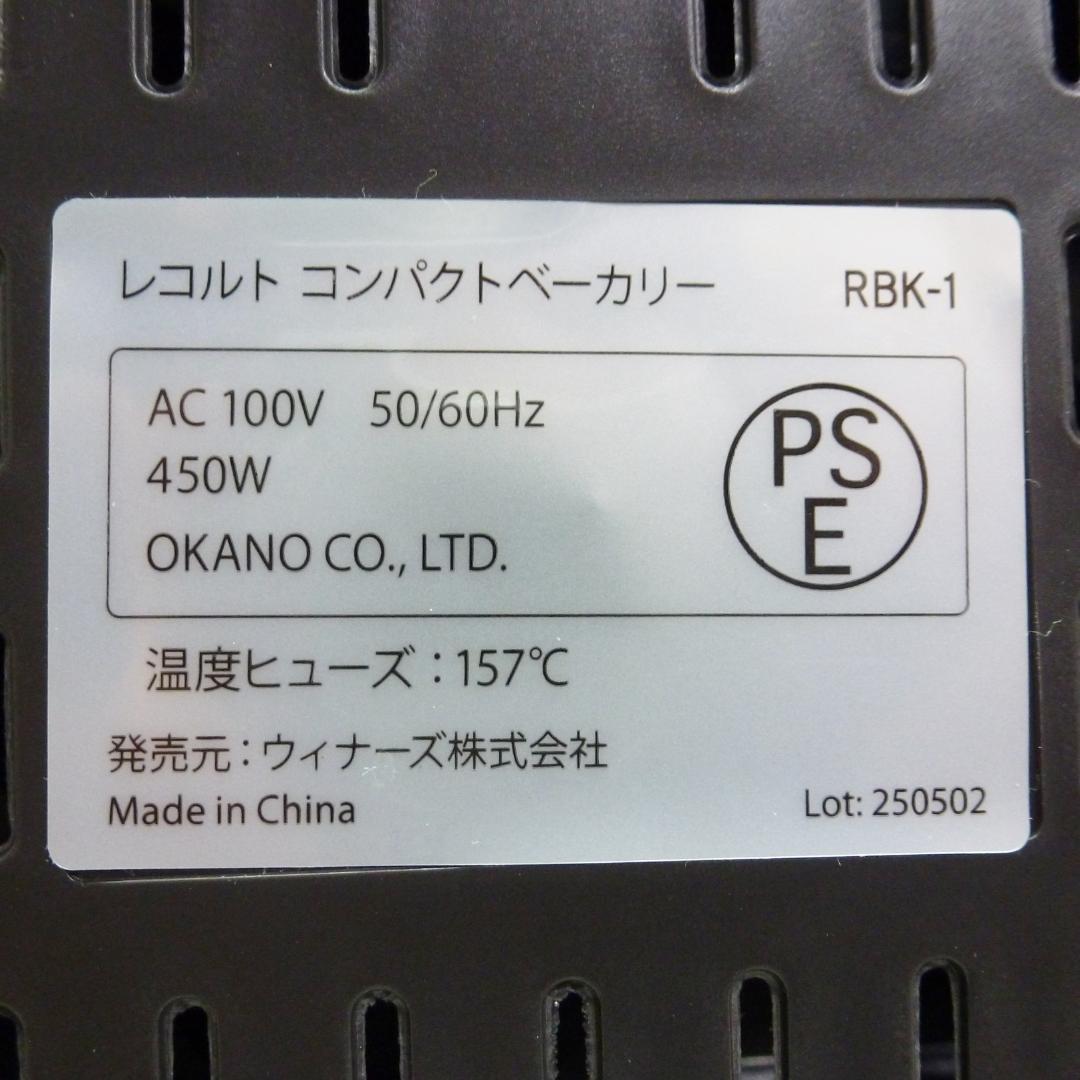 レコルト コンパクトベーカリー RBK-1
AC 100V 50/60Hz
450W
OKANO CO., LTD.
PS
E
温度ヒューズ：157℃
発売元：ウィナーズ株式会社
Made in China
Lot: 250502